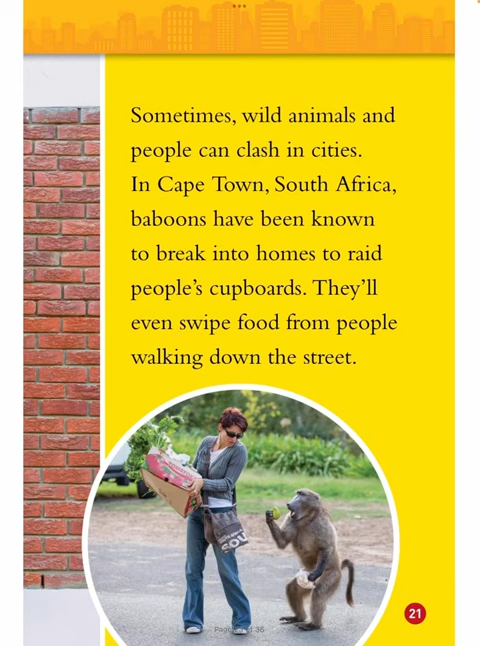 Sometimes, wild animals and
people can clash in cities.
In Cape Town, South Africa,
baboons have been known
to break into homes to raid
people's cupboards. They'll
even swipe food from people
walking down the street.
21